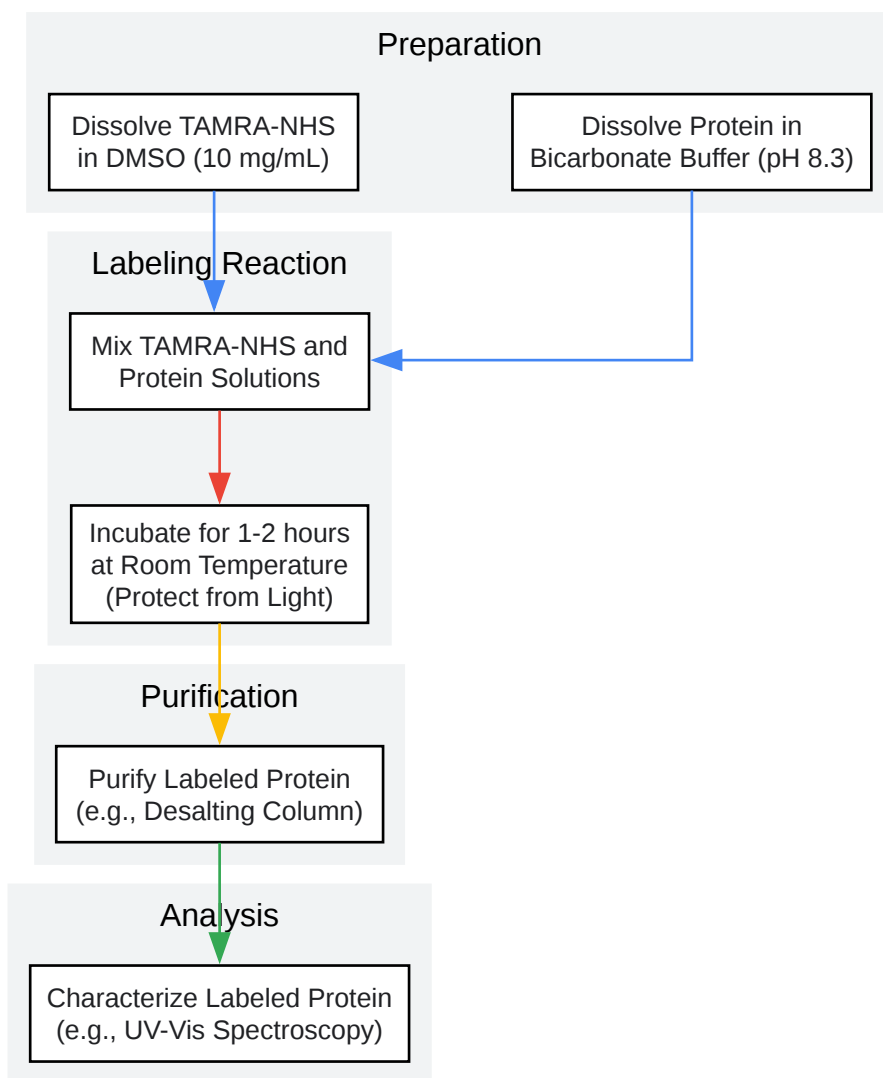 Preparation
Dissolve TAMRA-NHS
in DMSO (10 mg/mL)
Dissolve Protein in
Bicarbonate Buffer (pH 8.3)
Labeling Reaction
Mix TAMRA-NHS and
Protein Solutions
Incubate for 1-2 hours
at Room Temperature
(Protect from Light)
Purification
Purify Labeled Protein
(e.g., Desalting Column)
Analysis
Characterize Labeled Protein
(e.g., UV-Vis Spectroscopy)